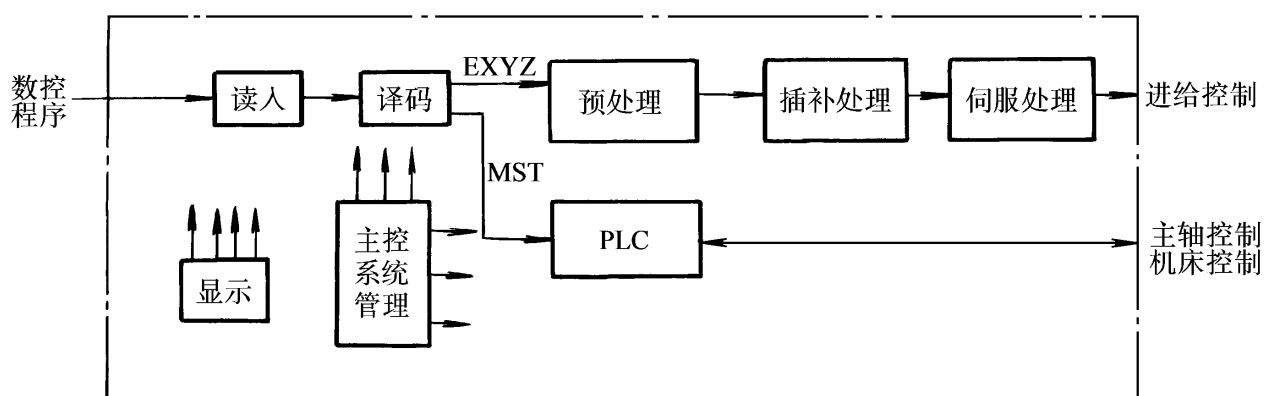 数控
程序
读入
译码
EXYZ
预处理
插补处理
伺服处理
进给控制
MST
主控
系统
管理
显示
PLC
主轴控制
机床控制